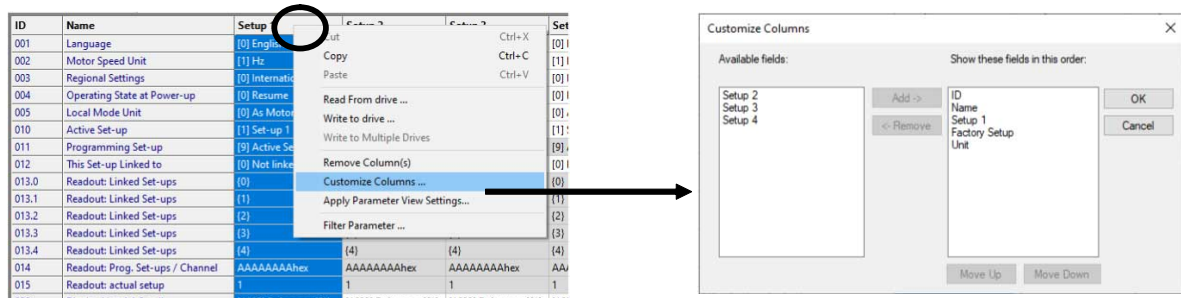 ID Name Setup 1 Setup 2 Setup 3 Set
001 Language [0] English [0]
002 Motor Speed Unit [1] Hz [1]
003 Regional Settings [0] Internatio [0]
004 Operating State at Power-up [0] Resume [0]
005 Local Mode Unit [0] As Motor [0]
010 Active Set-up [1] Set-up 1 [1]
011 Programming Set-up [9] Active Se [9]
012 This Set-up Linked to [0] Not linke [0]
013.0 Readout: Linked Set-ups {0} {0}
013.1 Readout: Linked Set-ups {1} {1}
013.2 Readout: Linked Set-ups {2} {2}
013.3 Readout: Linked Set-ups {3} {3}
013.4 Readout: Linked Set-ups {4} {4} {4} {4}
014 Readout: Prog. Set-ups / Channel AAAAAAAAhex AAAAAAAAhex AAAAAAAAhex AA
015 Readout: actual setup 1 1 1 1
Cut Ctrl+X
Copy Ctrl+C
Paste Ctrl+V
Read From drive ...
Write to drive ...
Write to Multiple Drives
Remove Column(s)
Customize Columns ...
Apply Parameter View Settings...
Filter Parameter ...
Customize Columns
Available fields:
Setup 2
Setup 3
Setup 4
Add ->
<- Remove
Show these fields in this order:
ID
Name
Setup 1
Factory Setup
Unit
OK
Cancel
Move Up
Move Down